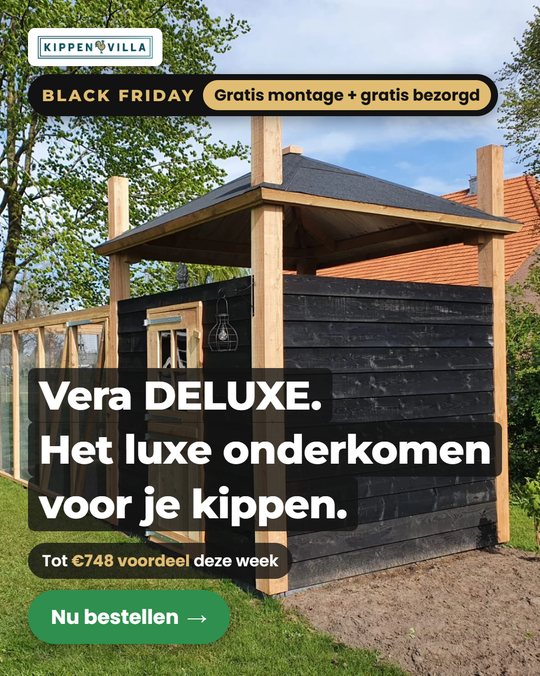 KIPPENVILLA
BLACK FRIDAY Gratis montage + gratis bezorgd
Vera DELUXE.
Het luxe onderkomen
voor je kippen.
Tot €748 voordeel deze week
Nu bestellen →